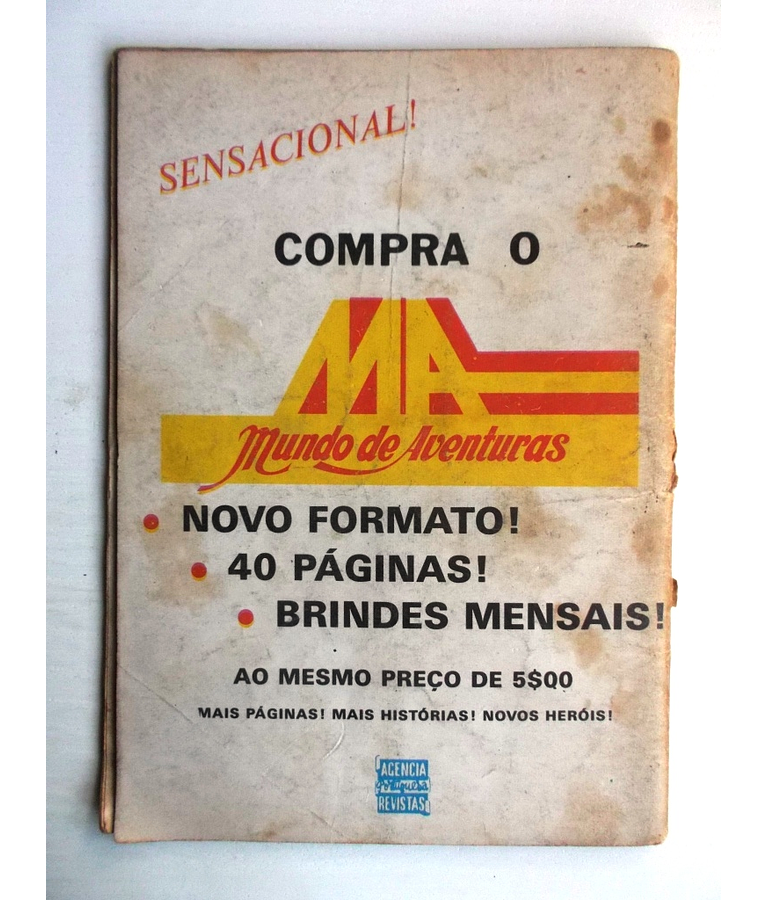 SENSACIONAL!
COMPRA O
MA
Mundo de Aventuras
• NOVO FORMATO!
• 40 PÁGINAS!
• BRINDES MENSAIS!
AO MESMO PREÇO DE 5$00
MAIS PÁGINAS! MAIS HISTÓRIAS! NOVOS HERÓIS!
AGENCIA
Portuguesa
REVISTAS